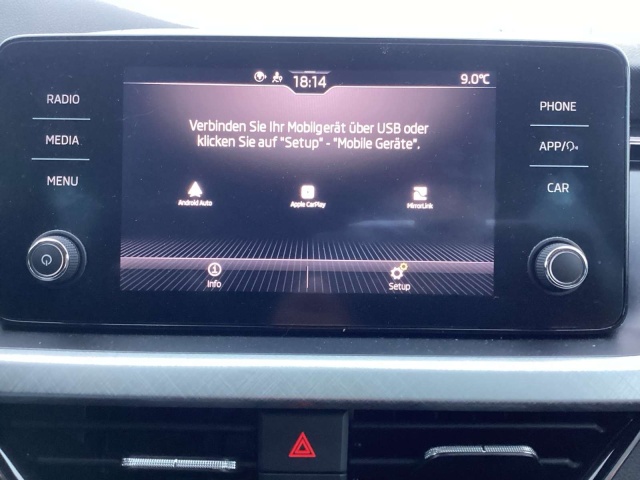 18:14
9.0°C
RADIO
MEDIA
MENU
Verbinden Sie Ihr Mobilgerät über USB oder
klicken Sie auf "Setup" - "Mobile Geräte".
Android Auto
Apple CarPlay
MirrorLink
Info
Setup
PHONE
APP/
CAR